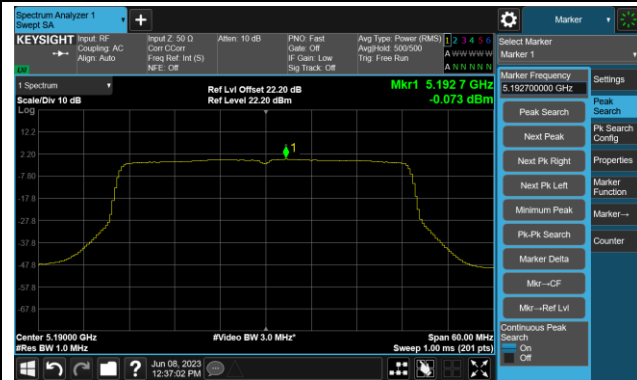 Spectrum Analyzer 1
Swept SA
+
Marker
KEYSIGHT
Input: RF
Coupling: AC
Align: Auto
Input Z: 50 Ω
Corr CCorr
Freq Ref: Int (S)
NFE: Off
Atten: 10 dB
PNO: Fast
Gate: Off
IF Gain: Low
Sig Track: Off
Avg Type: Power (RMS)
Avg|Hold: 500/500
Trig: Free Run
1 2 3 4 5 6
A W W W W W
A N N N N N
Select Marker
Marker 1
LNI
1 Spectrum
Scale/Div 10 dB
Log
Ref Lvl Offset 22.20 dB
Ref Level 22.20 dBm
Mkr1 5.192 7 GHz
-0.073 dBm
12.2
2.20
-7.80
-17.8
-27.8
-37.8
-47.8
-57.8
-67.8
1
Center 5.19000 GHz
#Res BW 1.0 MHz
#Video BW 3.0 MHz*
Span 60.00 MHz
Sweep 1.00 ms (201 pts)
Marker Frequency
5.192700000 GHz
Peak Search
Next Peak
Next Pk Right
Next Pk Left
Minimum Peak
Pk-Pk Search
Marker Delta
Mkr→CF
Mkr→Ref Lvl
Continuous Peak
Search
On
Off
Settings
Peak
Search
Pk Search
Config
Properties
Marker
Function
Marker→
Counter
?
Jun 08, 2023
12:37:02 PM